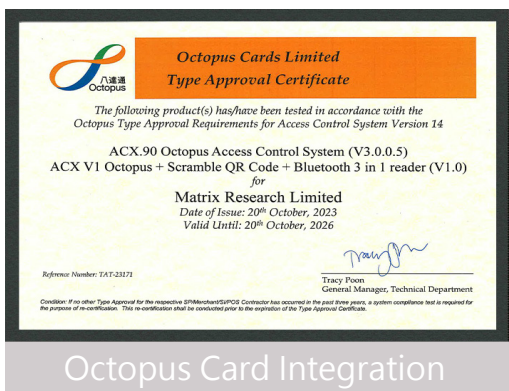 八達通
Octopus
Octopus Cards Limited
Type Approval Certificate
The following product(s) has/have been tested in accordance with the
Octopus Type Approval Requirements for Access Control System Version 14
ACX.90 Octopus Access Control System (V3.0.0.5)
ACX V1 Octopus + Scramble QR Code + Bluetooth 3 in 1 reader (V1.0)
for
Matrix Research Limited
Date of Issue: 20th October, 2023
Valid Until: 20th October, 2026
Reference Number: TAT-23171
Tracy Poon
General Manager, Technical Department
Condition: If no other Type Approval for the respective SP/Merchant/SI/POS Contractor has occurred in the past three years, a system compliance test is required for
the purpose of re-certification. This re-certification shall be conducted prior to the expiration of the Type Approval Certificate.
Octopus Card Integration